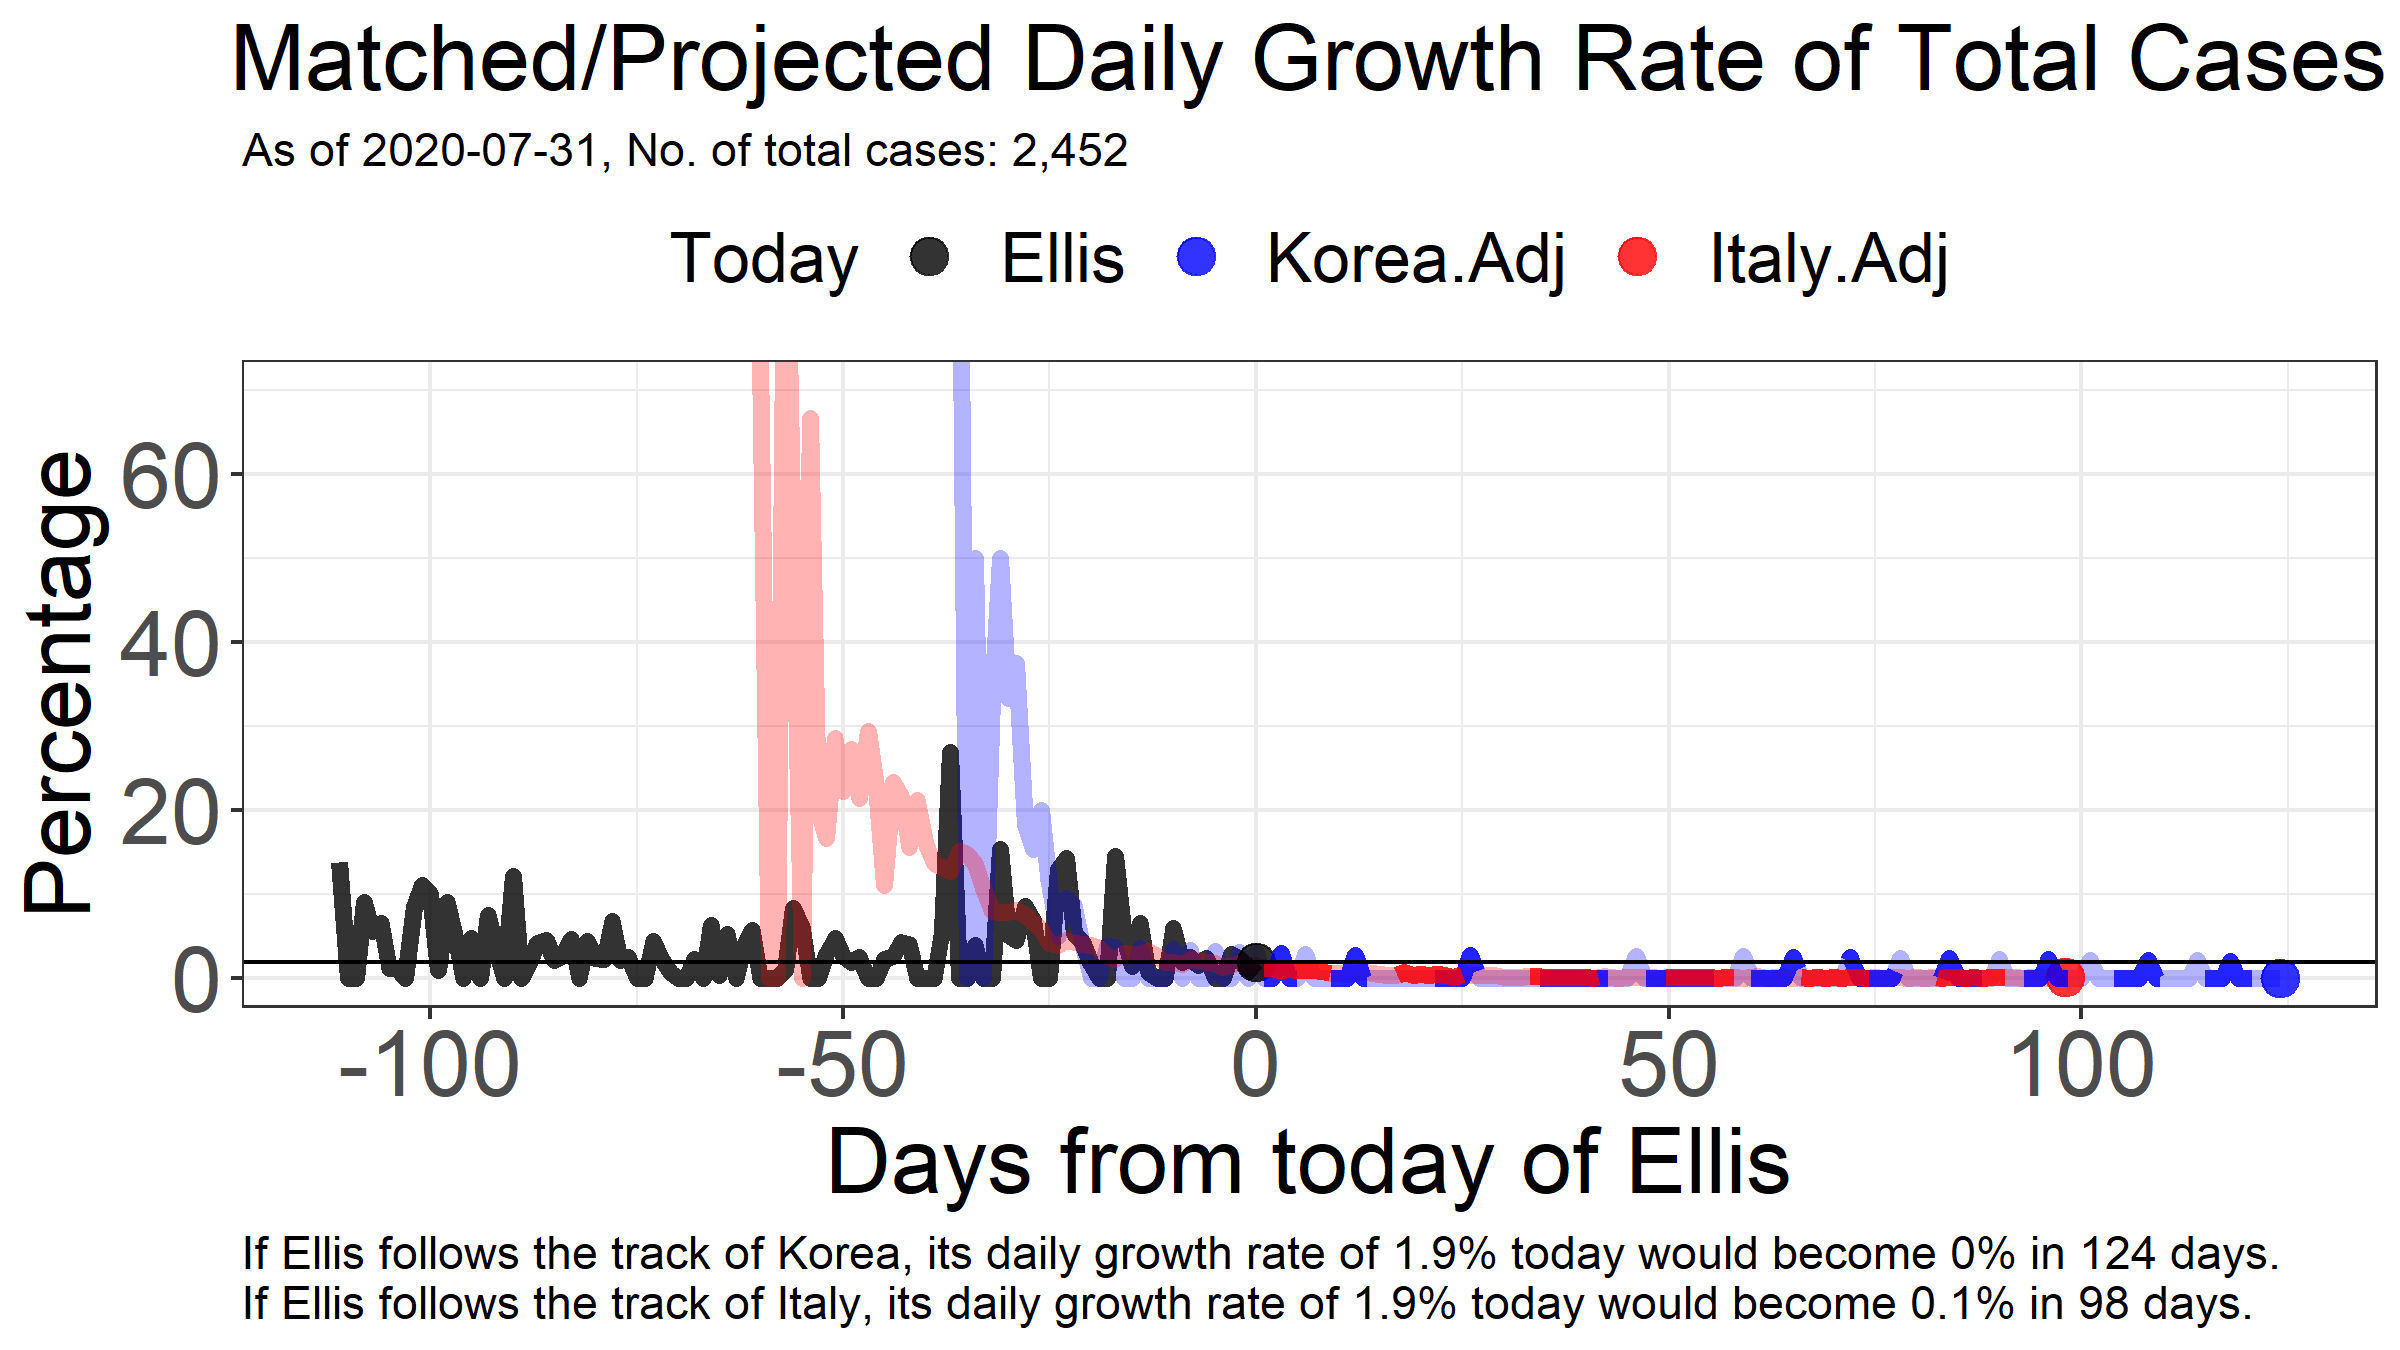 Matched/Projected Daily Growth Rate of Total Cases
As of 2020-07-31, No. of total cases: 2,452
Today Ellis Korea.Adj Italy.Adj
Percentage
60
40
20
0
-100 -50 0 50 100
Days from today of Ellis
If Ellis follows the track of Korea, its daily growth rate of 1.9% today would become 0% in 124 days.
If Ellis follows the track of Italy, its daily growth rate of 1.9% today would become 0.1% in 98 days.